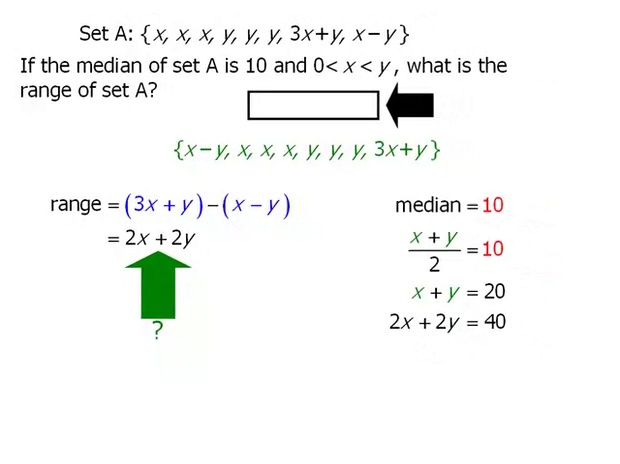 Set A: {x, x, x, y, y, y, 3x+y, x−y}
If the median of set A is 10 and 0< x < y, what is the
range of set A?
{x−y, x, x, x, y, y, y, 3x+y}
range = (3x + y) − (x − y)
= 2x + 2y
?
median = 10
x + y
2
= 10
x + y = 20
2x + 2y = 40